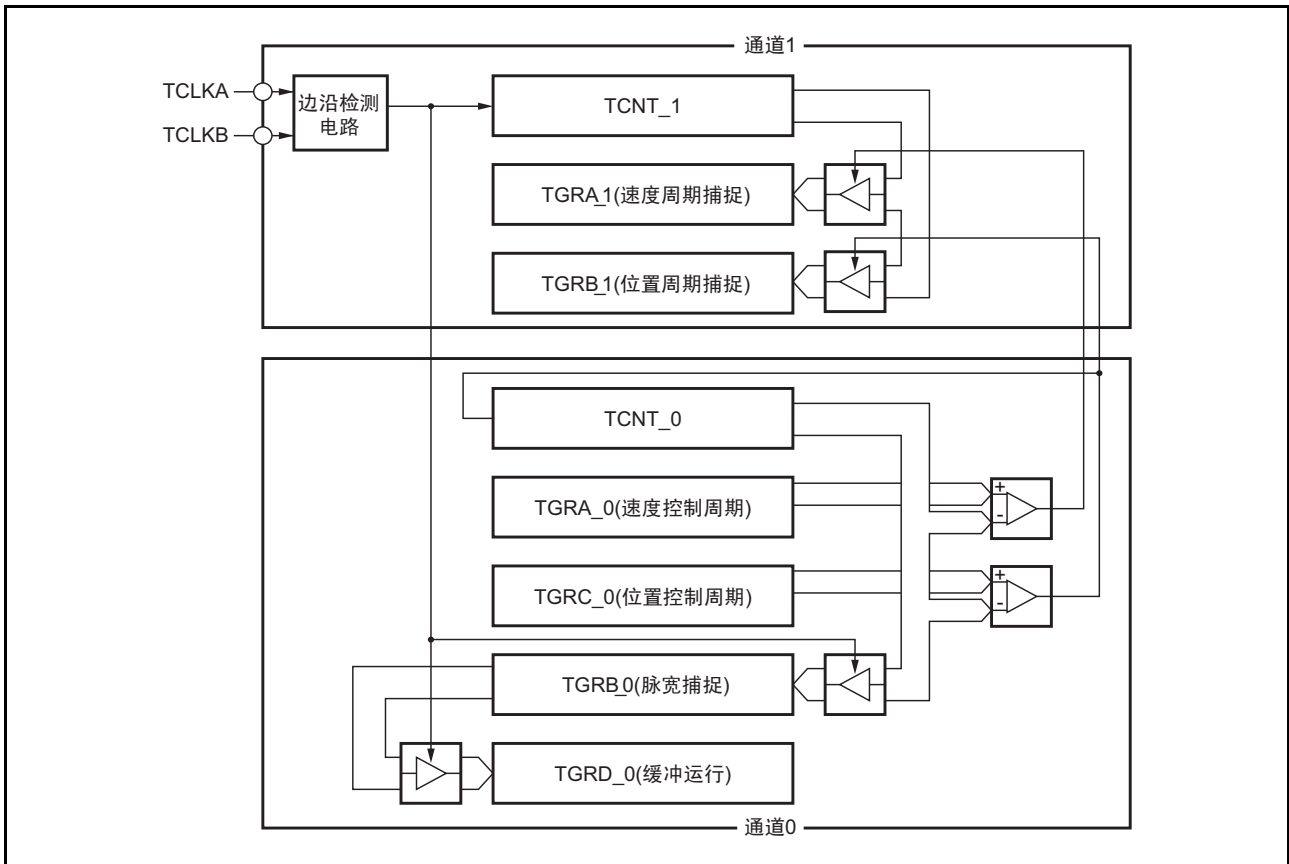 通道1
TCLKA
TCLKB
边沿检测
电路
TCNT_1
TGRA_1(速度周期捕捉)
TGRB_1(位置周期捕捉)
TCNT_0
TGRA_0(速度控制周期)
+
-
TGRC_0(位置控制周期)
+
-
TGRB_0(脉宽捕捉)
TGRD_0(缓冲运行)
通道0